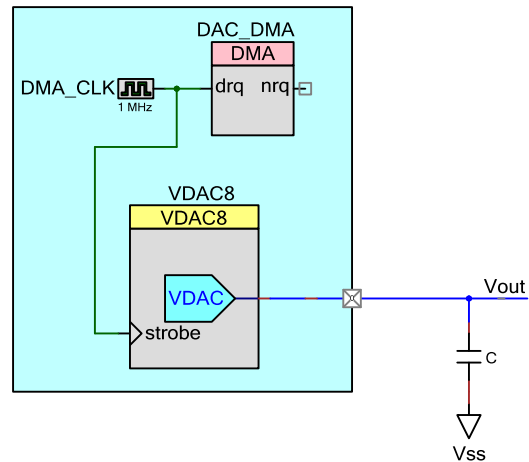 DAC_DMA
DMA
DMA_CLK
drq
nrq
1 MHz
VDAC8
VDAC8
VDAC
Vout
strobe
C
Vss